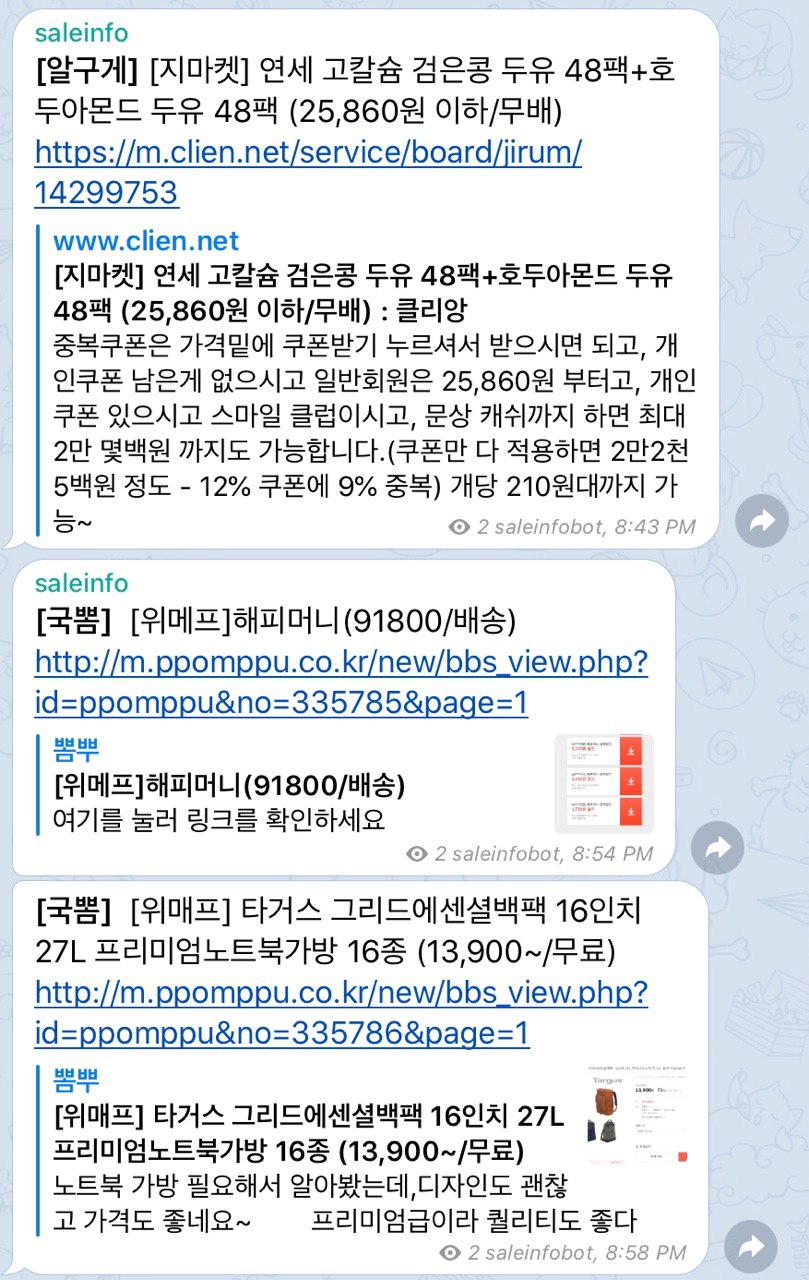 saleinfo
[알구게] [지마켓] 연세 고칼슘 검은콩 두유 48팩+호
두아몬드 두유 48팩 (25,860원 이하/무배)
https://m.clien.net/service/board/jirum/
14299753
www.clien.net
[지마켓] 연세 고칼슘 검은콩 두유 48팩+호두아몬드 두유
48팩 (25,860원 이하/무배) : 클리앙
중복쿠폰은 가격밑에 쿠폰받기 누르셔서 받으시면 되고, 개
인쿠폰 남은게 없으시고 일반회원은 25,860원 부터고, 개인
쿠폰 있으시고 스마일 클럽이시고, 문상 캐쉬까지 하면 최대
2만 몇백원 까지도 가능합니다.(쿠폰만 다 적용하면 2만2천
5백원 정도 - 12% 쿠폰에 9% 중복) 개당 210원대까지 가
능~
2 saleinfobot, 8:43 PM
saleinfo
[국뽐] [위메프]해피머니(91800/배송)
http://m.ppomppu.co.kr/new/bbs_view.php?
id=ppomppu&no=335785&page=1
뽐뿌
[위메프]해피머니(91800/배송)
여기를 눌러 링크를 확인하세요
2 saleinfobot, 8:54 PM
[국뽐] [위매프] 타거스 그리드에센셜백팩 16인치
27L 프리미엄노트북가방 16종 (13,900~/무료)
http://m.ppomppu.co.kr/new/bbs_view.php?
id=ppomppu&no=335786&page=1
뽐뿌
[위매프] 타거스 그리드에센셜백팩 16인치 27L
프리미엄노트북가방 16종 (13,900~/무료)
노트북 가방 필요해서 알아봤는데,디자인도 괜찮
고 가격도 좋네요~ 프리미엄급이라 퀄리티도 좋다
Targus
2 saleinfobot, 8:58 PM